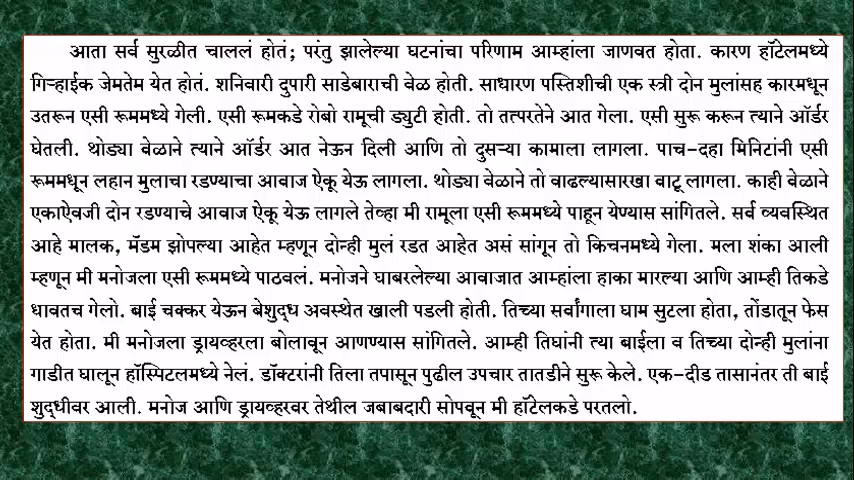 आता सर्व सुरळीत चाललं होतं; परंतु झालेल्या घटनांचा परिणाम आम्हांला जाणवत होता. कारण हॉटेलमध्ये
गिऱ्हाईक जेमतेम येत होतं. शनिवारी दुपारी साडेबाराची वेळ होती. साधारण पस्तिशीची एक स्त्री दोन मुलांसह कारमधून
उतरून एसी रूममध्ये गेली. एसी रूमकडे रोबो रामूची ड्युटी होती. तो तत्परतेने आत गेला. एसी सुरू करून त्याने ऑर्डर
घेतली. थोड्या वेळाने त्याने ऑर्डर आत नेऊन दिली आणि तो दुसऱ्या कामाला लागला. पाच-दहा मिनिटांनी एसी
रूममधून लहान मुलाचा रडण्याचा आवाज ऐकू येऊ लागला. थोड्या वेळाने तो वाढल्यासारखा वाटू लागला. काही वेळाने
एकाऐवजी दोन रडण्याचे आवाज ऐकू येऊ लागले तेव्हा मी रामूला एसी रूममध्ये पाहून येण्यास सांगितले. सर्व व्यवस्थित
आहे मालक, मॅडम झोपल्या आहेत म्हणून दोन्ही मुलं रडत आहेत असं सांगून तो किचनमध्ये गेला. मला शंका आली
म्हणून मी मनोजला एसी रूममध्ये पाठवलं. मनोजने घाबरलेल्या आवाजात आम्हांला हाका मारल्या आणि आम्ही तिकडे
धावतच गेलो. बाई चक्कर येऊन बेशुद्ध अवस्थेत खाली पडली होती. तिच्या सर्वांगाला घाम सुटला होता, तोंडातून फेस
येत होता. मी मनोजला ड्रायव्हरला बोलावून आणण्यास सांगितले. आम्ही तिघांनी त्या बाईला व तिच्या दोन्ही मुलांना
गाडीत घालून हॉस्पिटलमध्ये नेलं. डॉक्टरांनी तिला तपासून पुढील उपचार तातडीने सुरू केले. एक-दीड तासानंतर ती बाई
शुद्धीवर आली. मनोज आणि ड्रायव्हरवर तेथील जबाबदारी सोपवून मी हॉटेलकडे परतलो.